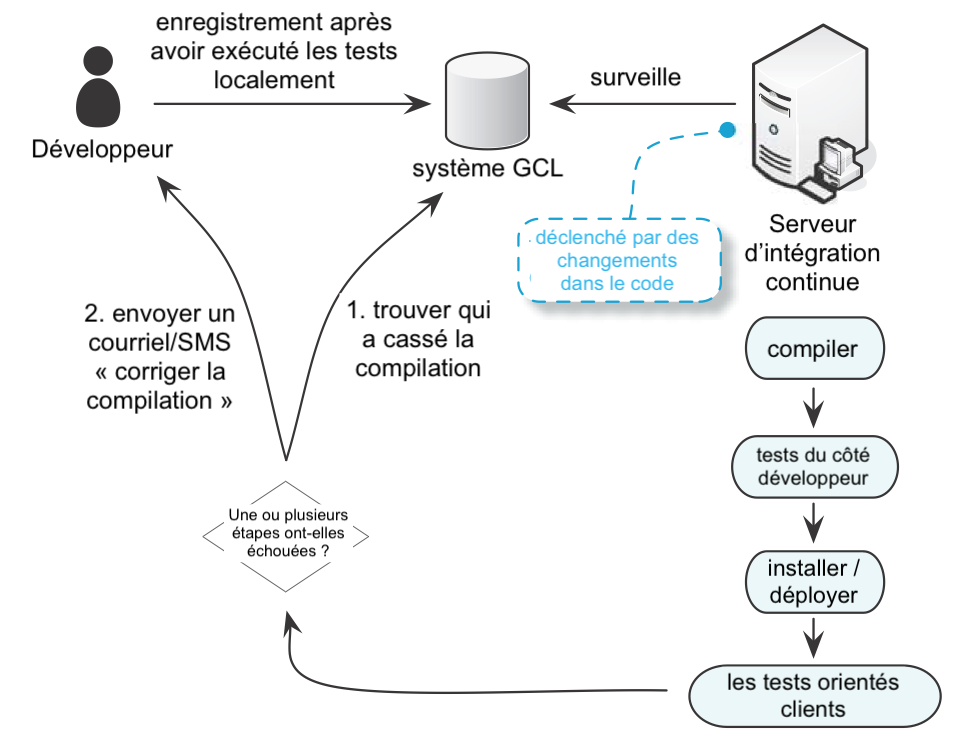 enregistrement après
avoir exécuté les tests
localement
surveille
Développeur
système GCL
déclenché par des
changements
dans le code
Serveur
d'intégration
continue
2. envoyer un
courriel/SMS
« corriger la
compilation »
1. trouver qui
a cassé la
compilation
compiler
tests du côté
développeur
installer /
déployer
les tests orientés
clients
Une ou plusieurs
étapes ont-elles
échouées ?